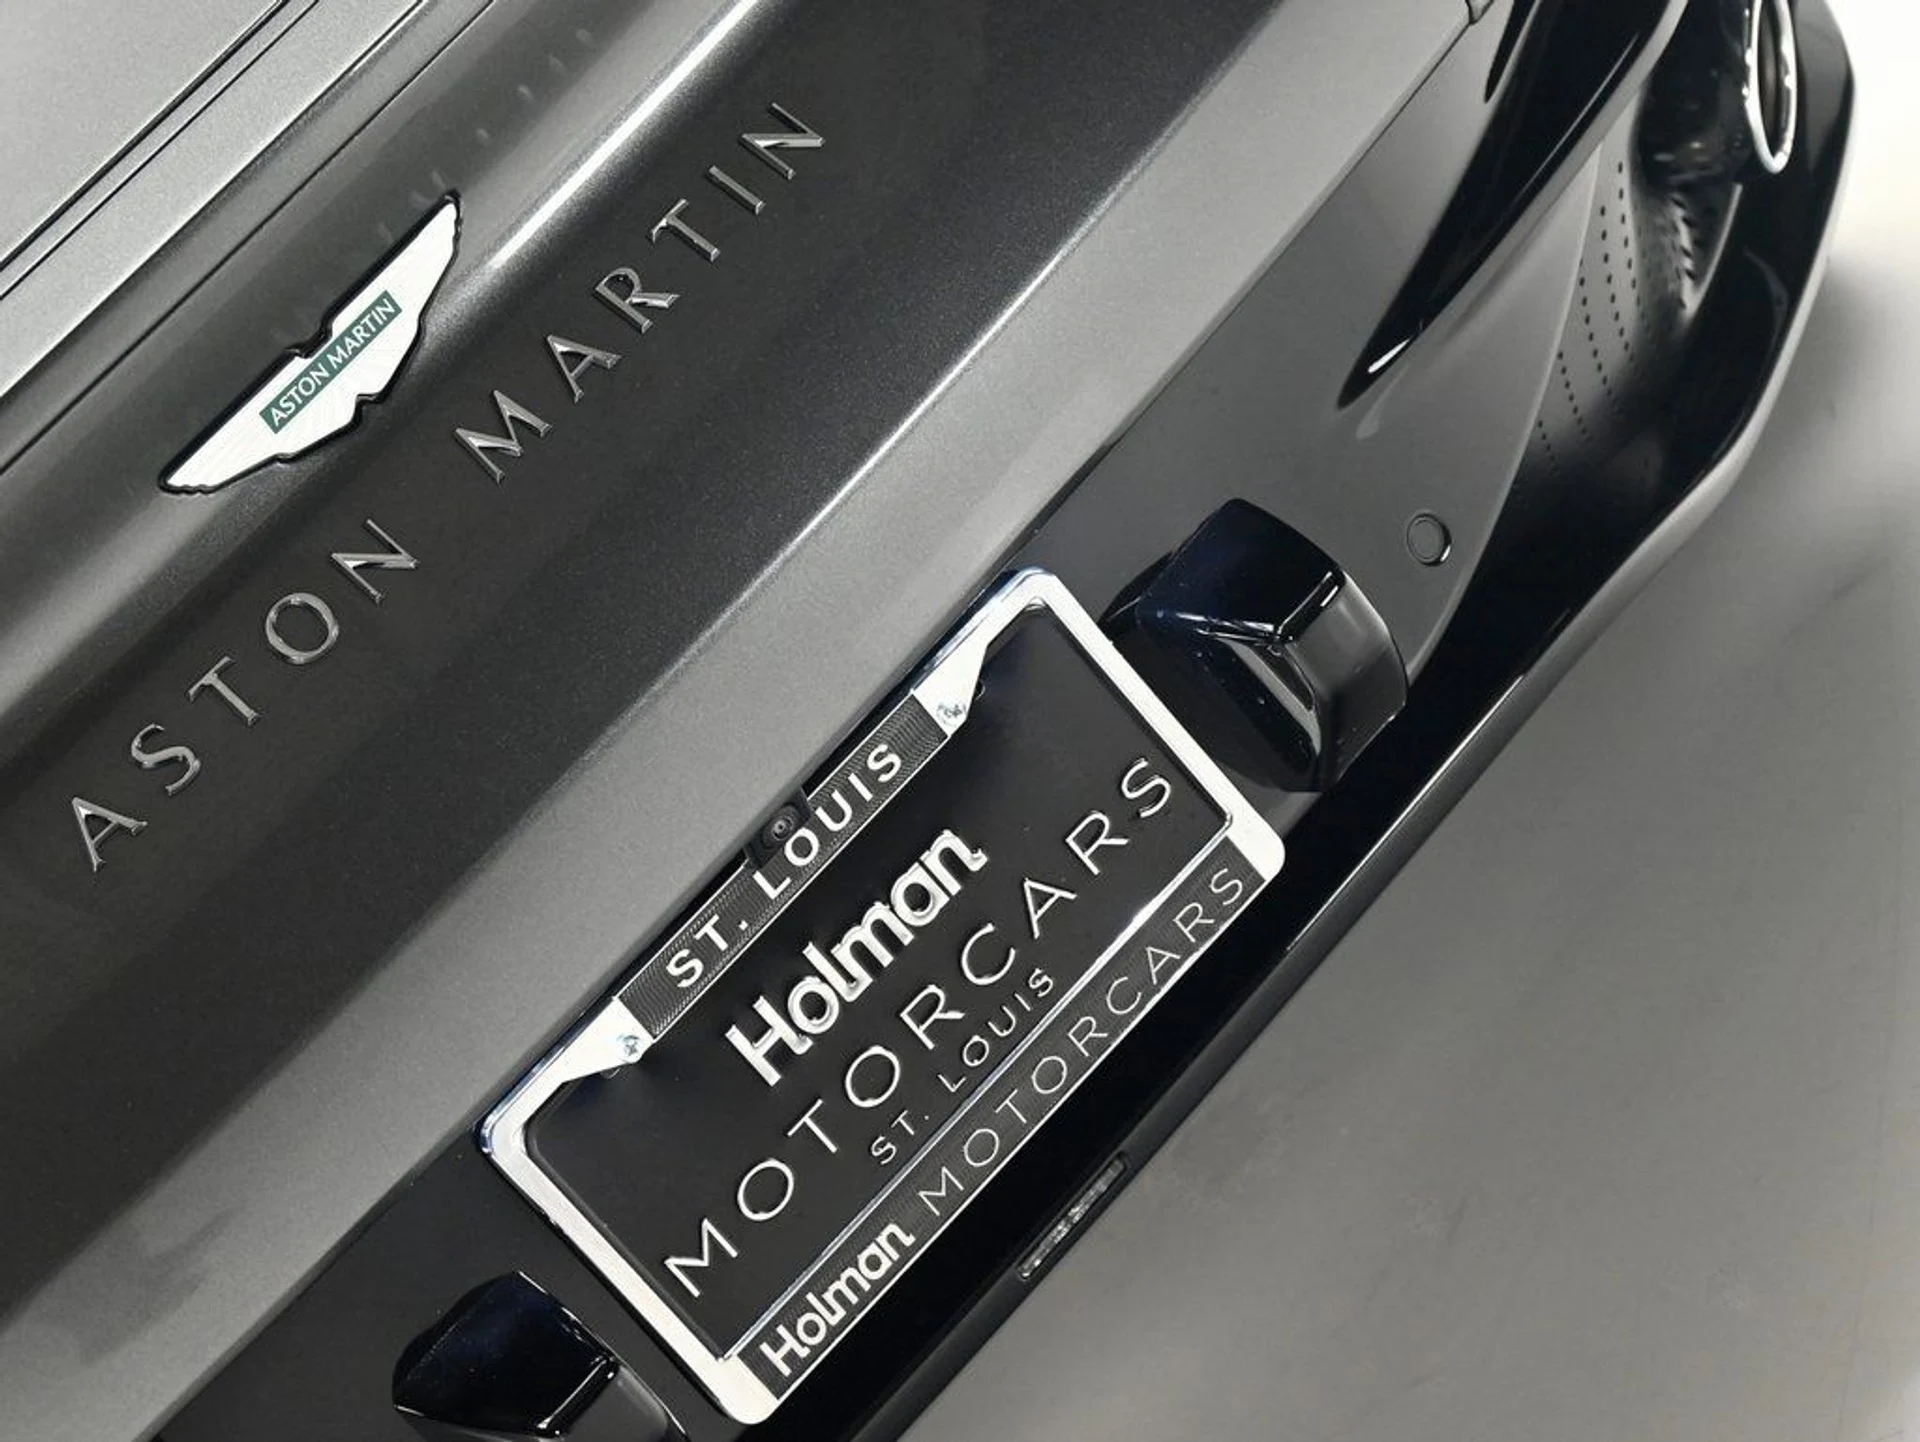 ASTON MARTIN
ASTON MARTIN
ST. LOUIS
Holman
MOTORCARS
ST. LOUIS
Holman MOTORCARS